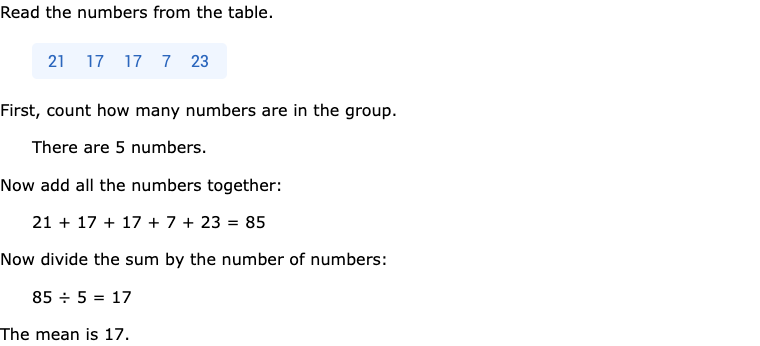 Read the numbers from the table.
21 17 17 7 23
First, count how many numbers are in the group.
There are 5 numbers.
Now add all the numbers together:
21 + 17 + 17 + 7 + 23 = 85
Now divide the sum by the number of numbers:
85 ÷ 5 = 17
The mean is 17.